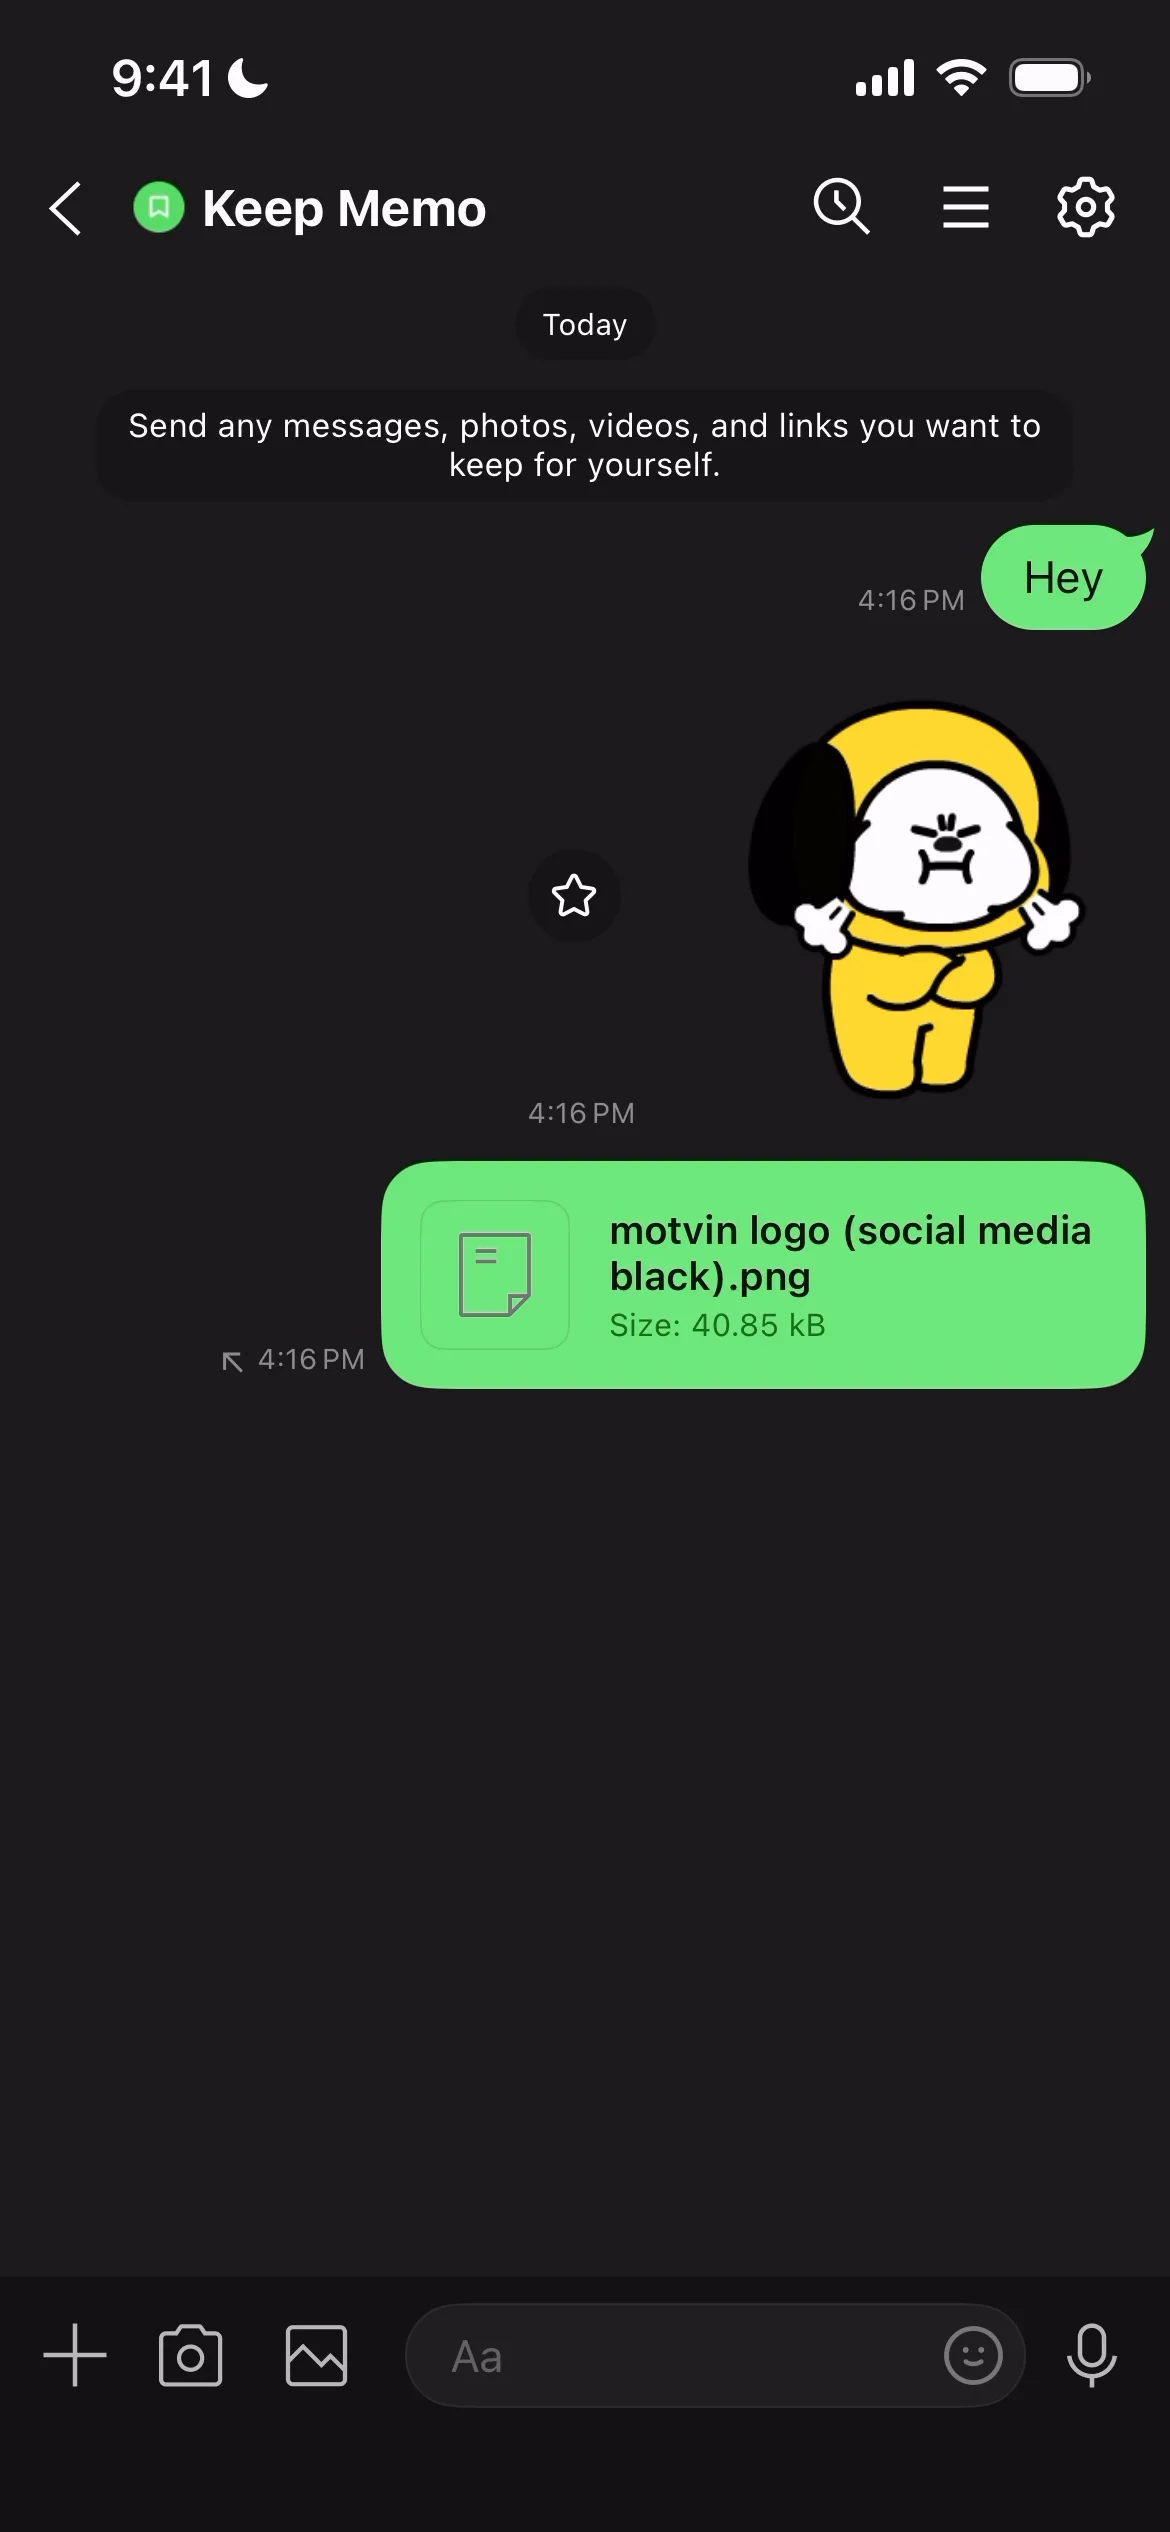 9:41
Keep Memo
Today
Send any messages, photos, videos, and links you want to
keep for yourself.
Hey
4:16 PM
4:16 PM
motvin logo (social media
black).png
Size: 40.85 kB
4:16 PM
Aa